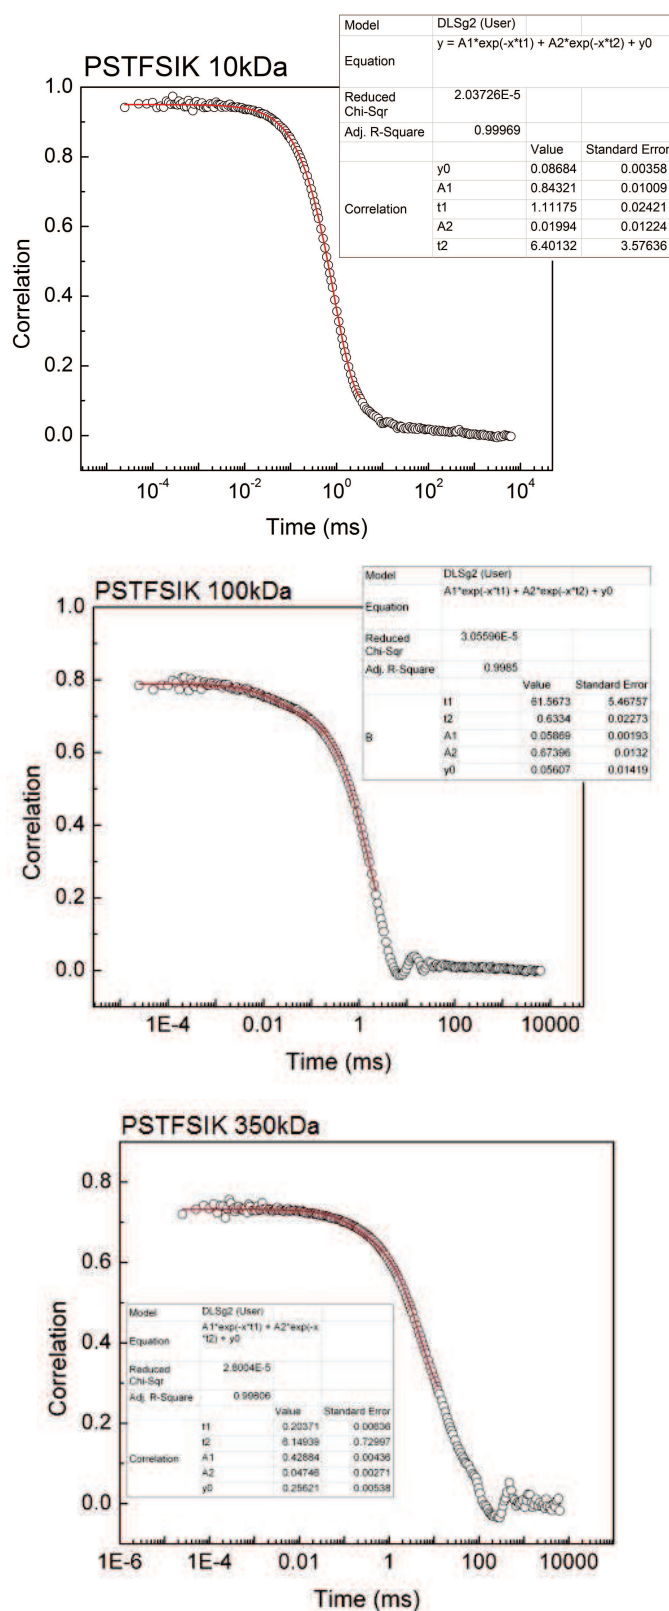 PSTFSIK 10kDa
Model DLSg2 (User)
Equation y = A1*exp(-x*t1) + A2*exp(-x*t2) + y0
Reduced Chi-Sqr 2.03726E-5
Adj. R-Square 0.99969
Value Standard Error
Correlation y0 0.08684 0.00358
A1 0.84321 0.01009
t1 1.11175 0.02421
A2 0.01994 0.01224
t2 6.40132 3.57636
Correlation
1.0
0.8
0.6
0.4
0.2
0.0
10-4 10-2 100 102 104
Time (ms)
PSTFSIK 100kDa
Model DLSg2 (User)
Equation A1*exp(-x*t1) + A2*exp(-x*t2) + y0
Reduced Chi-Sqr 3.05596E-5
Adj. R-Square 0.9985
Value Standard Error
B t1 61.5673 5.46757
t2 0.6334 0.02273
A1 0.05869 0.00193
A2 0.67396 0.0132
y0 0.05607 0.01419
Correlation
1.0
0.8
0.6
0.4
0.2
0.0
1E-4 0.01 1 100 10000
Time (ms)
PSTFSIK 350kDa
Correlation
0.8
0.6
0.4
0.2
0.0
Model DLSg2 (User)
Equation A1*exp(-x*t1) + A2*exp(-x
*t2) + y0
Reduced Chi-Sqr 2.8004E-5
Adj. R-Square 0.99806
Value Standard Error
Correlation t1 0.20371 0.00636
t2 6.14939 0.72997
A1 0.42884 0.00436
A2 0.04746 0.00271
y0 0.25621 0.00538
1E-6 1E-4 0.01 1 100 10000
Time (ms)